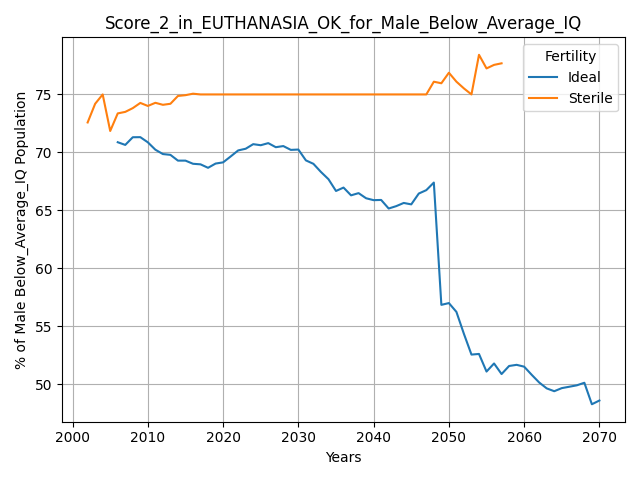 Score_2_in_EUTHANASIA_OK_for_Male_Below_Average_IQ
% of Male Below_Average_IQ Population
75
70
65
60
55
50
Fertility
Ideal
Sterile
2000 2010 2020 2030 2040 2050 2060 2070
Years